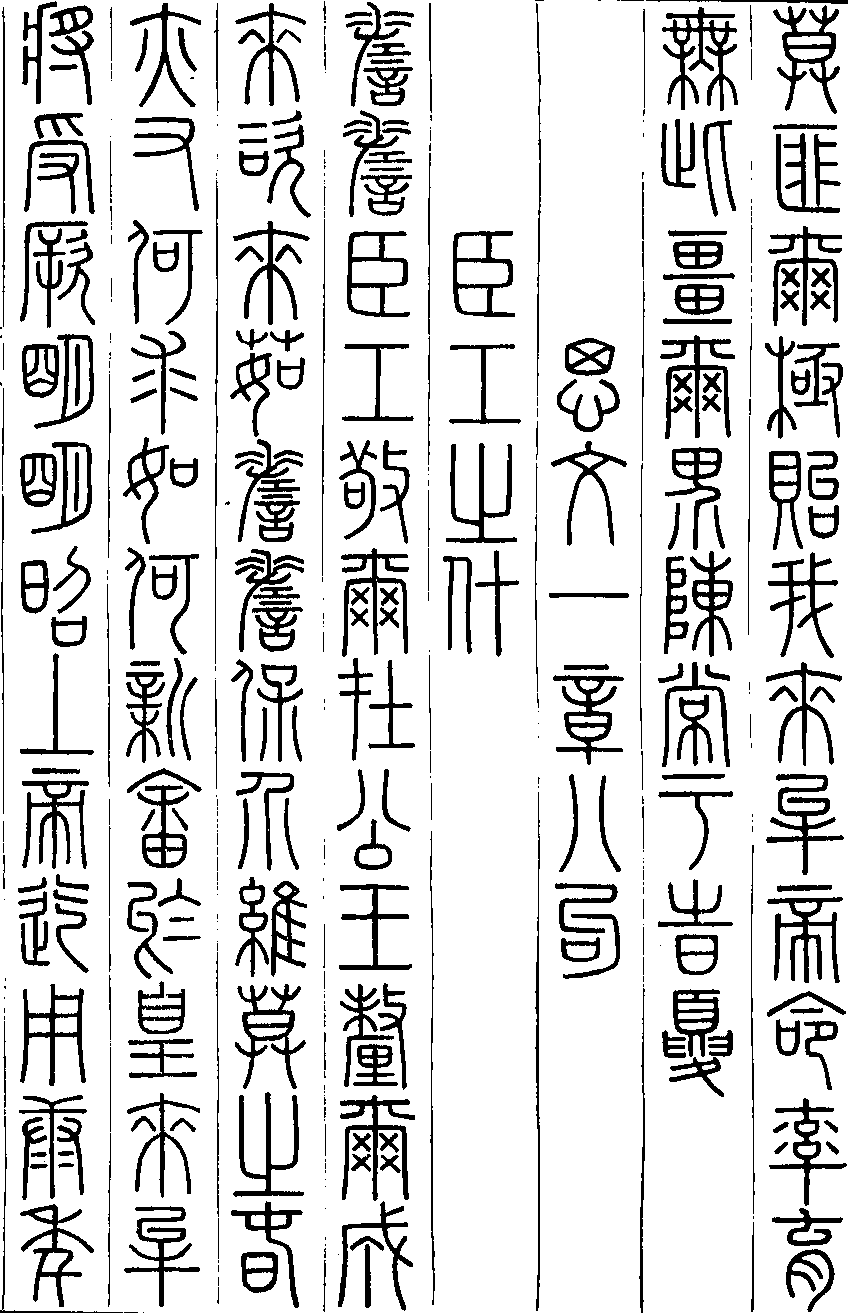 莫匪爾極貽我來牟帝命率育
無此疆爾界陳常于時夏
思文一章八句
臣工之什
嗟嗟臣工敬爾在公王釐爾成
來咨來茹嗟嗟保介維莫之春
亦又何求如何新畬於皇來牟
將受厥明明昭上帝迄用康年